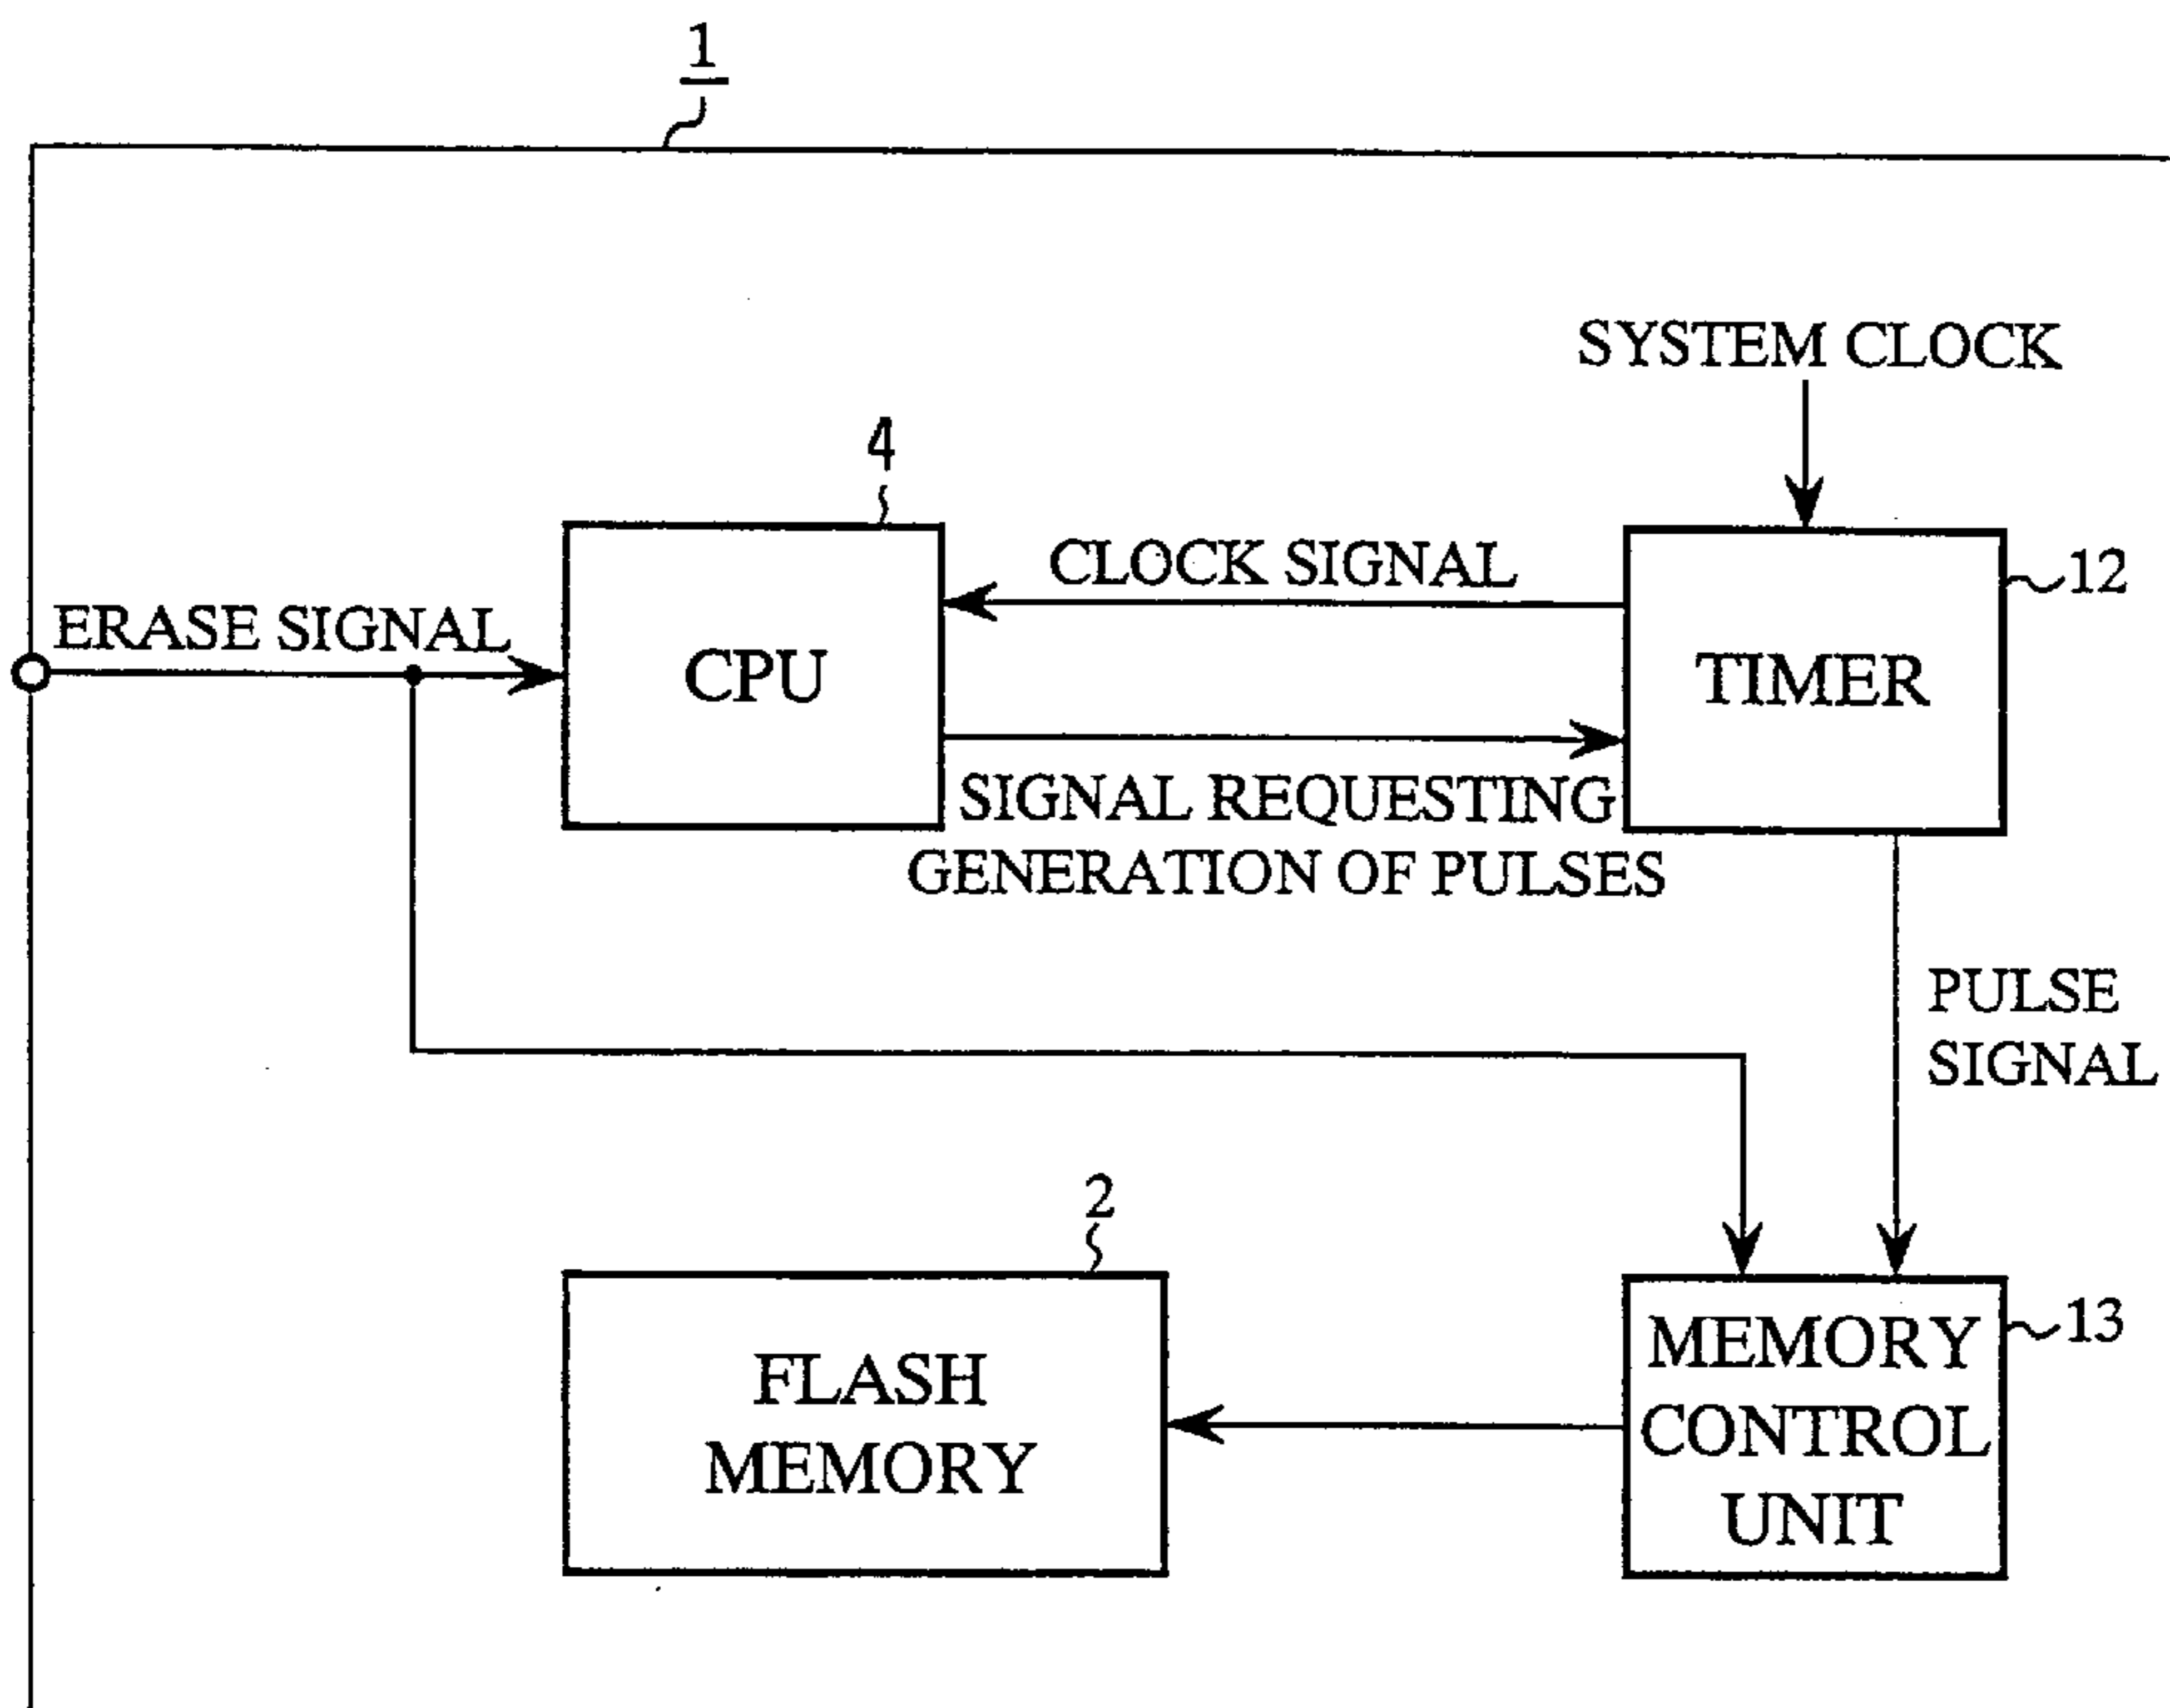 1
SYSTEM CLOCK
4
CLOCK SIGNAL
12
ERASE SIGNAL
CPU
TIMER
SIGNAL REQUESTING
GENERATION OF PULSES
PULSE
SIGNAL
2
13
FLASH
MEMORY
MEMORY
CONTROL
UNIT